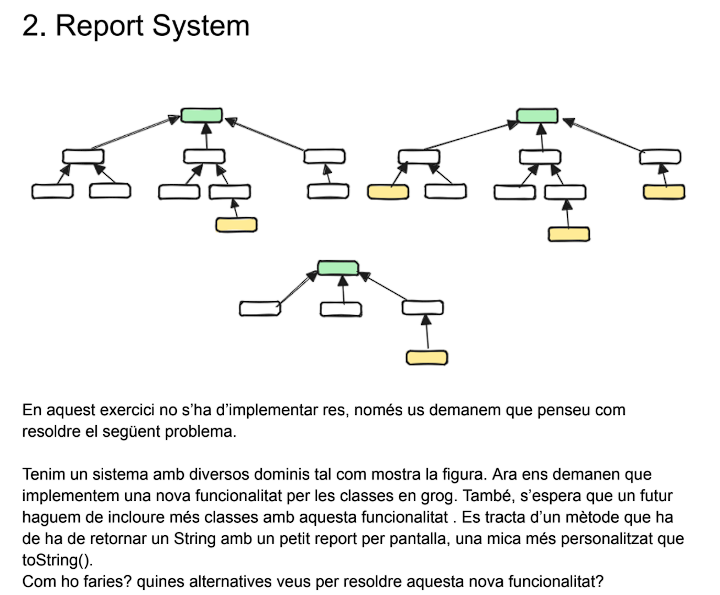 2. Report System
En aquest exercici no s'ha d'implementar res, només us demanem que penseu com
resoldre el següent problema.
Tenim un sistema amb diversos dominis tal com mostra la figura. Ara ens demanen que
implementem una nova funcionalitat per les classes en grog. També, s'espera que un futur
haguem de incloure més classes amb aquesta funcionalitat . Es tracta d'un mètode que ha
de ha de retornar un String amb un petit report per pantalla, una mica més personalitzat que
toString().
Com ho faries? quines alternatives veus per resoldre aquesta nova funcionalitat?